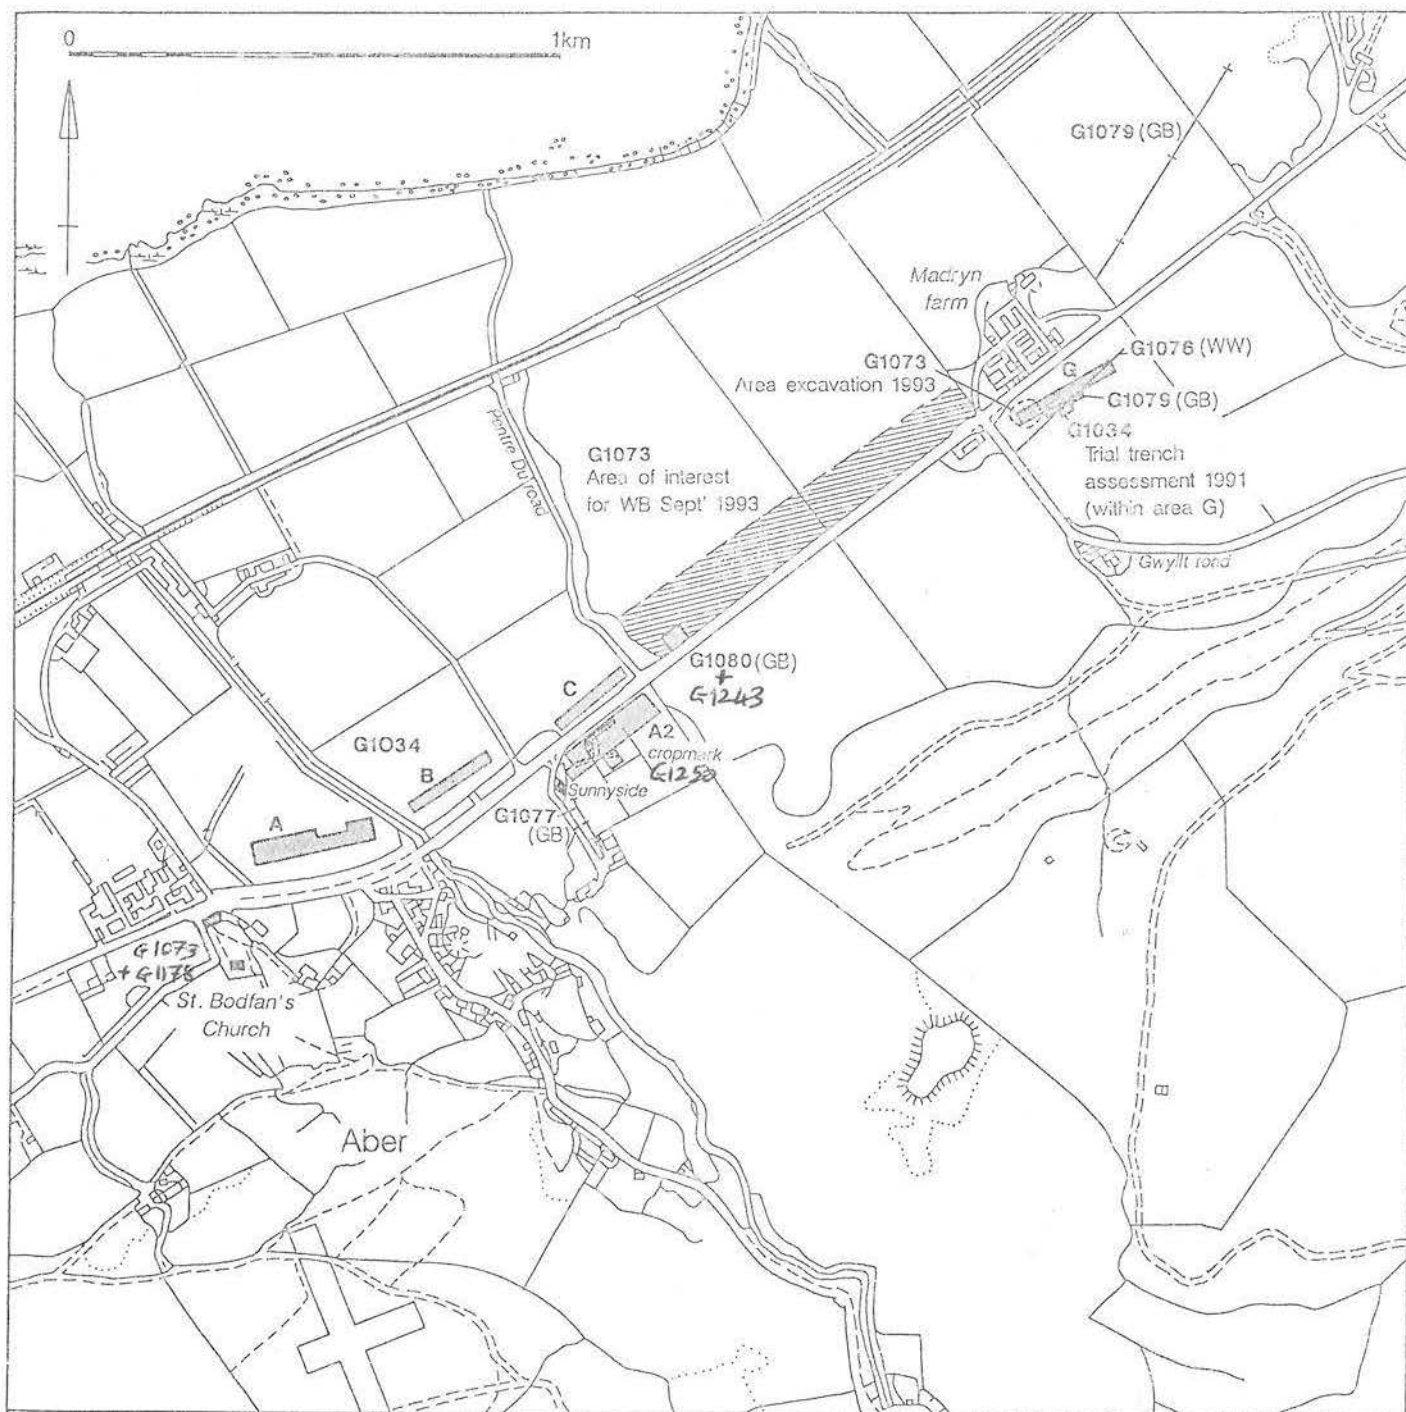 0
1km
G1079 (GB)
Madryn
farm
G1073
Area excavation 1993
G
G1076 (WW)
G1079 (GB)
G1034
Trial trench
assessment 1991
(within area G)
Pentre Du road
G1073
Area of interest
for WB Sept' 1993
Gwyllt road
G1080 (GB)
+
G1243
C
A2
cropmark
G1250
G1034
B
Sunnyside
A
G1077
(GB)
G1073
+ G1178
St. Bodfan's
Church
Aber